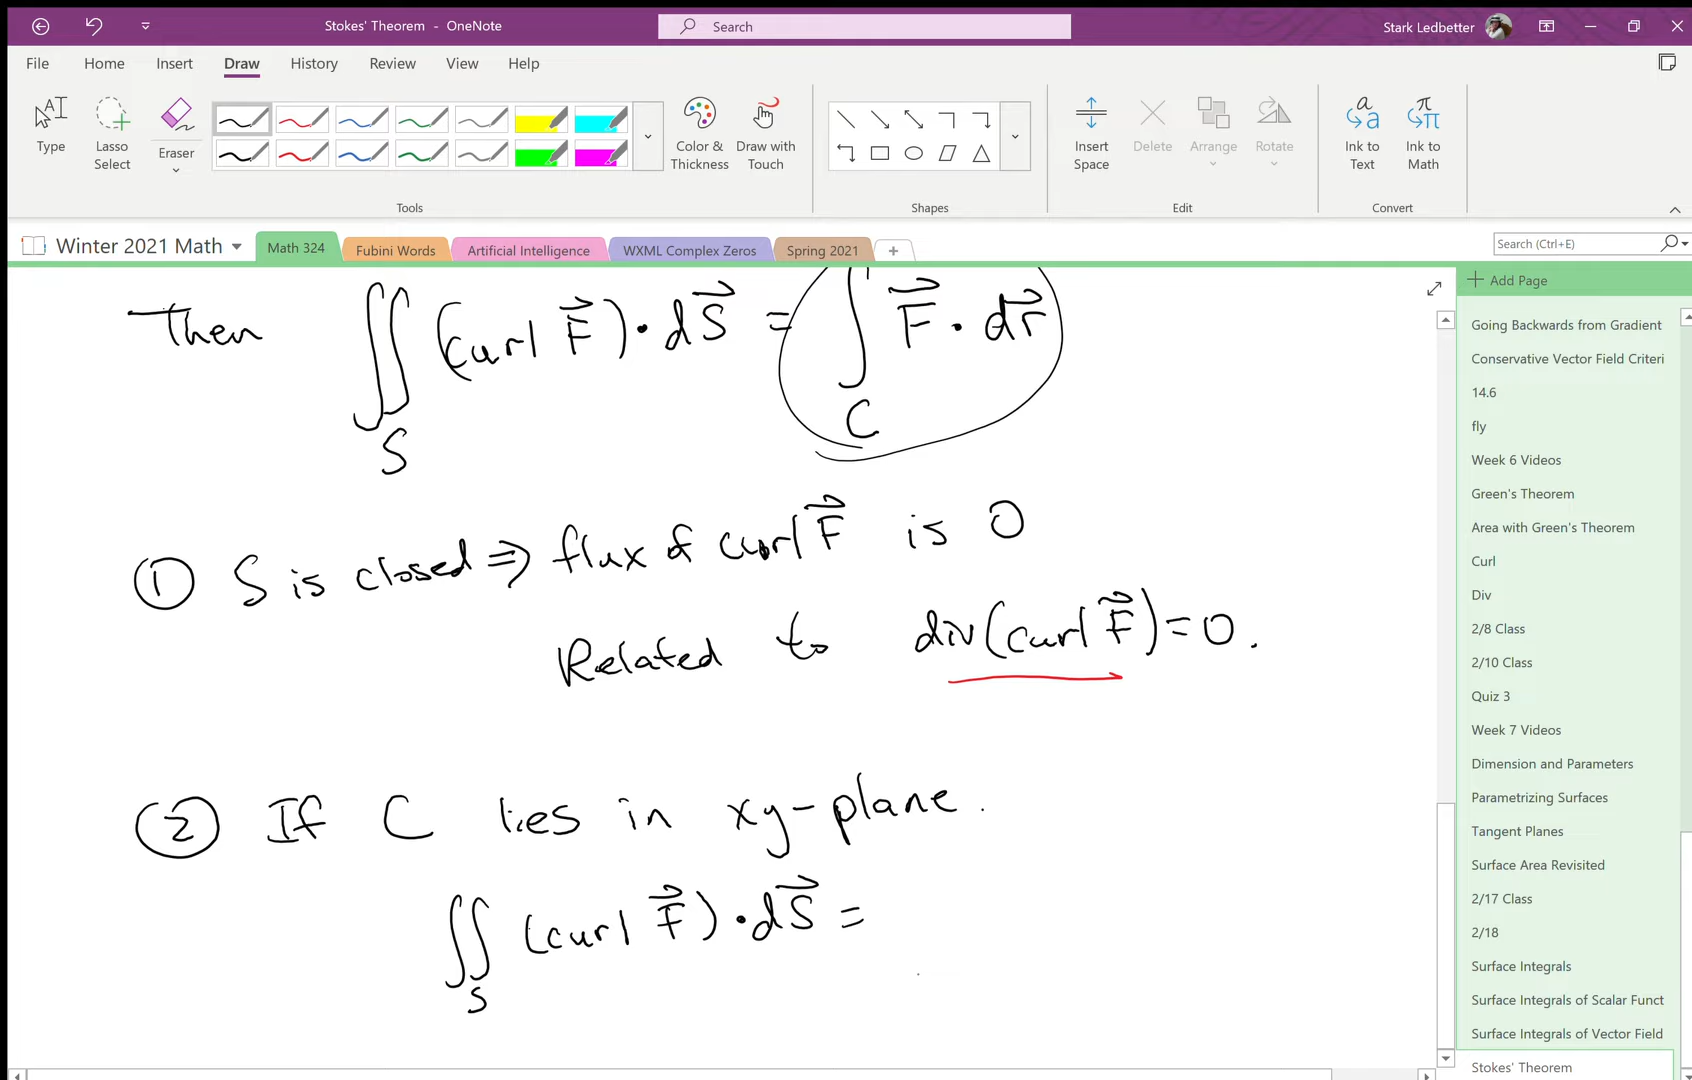 Stokes' Theorem - OneNote
Search
Stark Ledbetter
File Home Insert Draw History Review View Help
Type
Lasso Select
Eraser
Color & Thickness
Draw with Touch
Insert Space
Delete
Arrange
Rotate
Ink to Text
Ink to Math
Tools
Shapes
Edit
Convert
Winter 2021 Math
Math 324
Fubini Words
Artificial Intelligence
WXML Complex Zeros
Spring 2021
Search (Ctrl+E)
Then ∬_S (curl F⃗) · dS⃗ = ∫_C F⃗ · dr⃗
① S is closed ⇒ flux of curl F⃗ is 0
Related to div(curl F⃗) = 0.
② If C lies in xy-plane.
∬_S (curl F⃗) · dS⃗ =
Add Page
Going Backwards from Gradient
Conservative Vector Field Criteri
14.6
fly
Week 6 Videos
Green's Theorem
Area with Green's Theorem
Curl
Div
2/8 Class
2/10 Class
Quiz 3
Week 7 Videos
Dimension and Parameters
Parametrizing Surfaces
Tangent Planes
Surface Area Revisited
2/17 Class
2/18
Surface Integrals
Surface Integrals of Scalar Funct
Surface Integrals of Vector Field
Stokes' Theorem